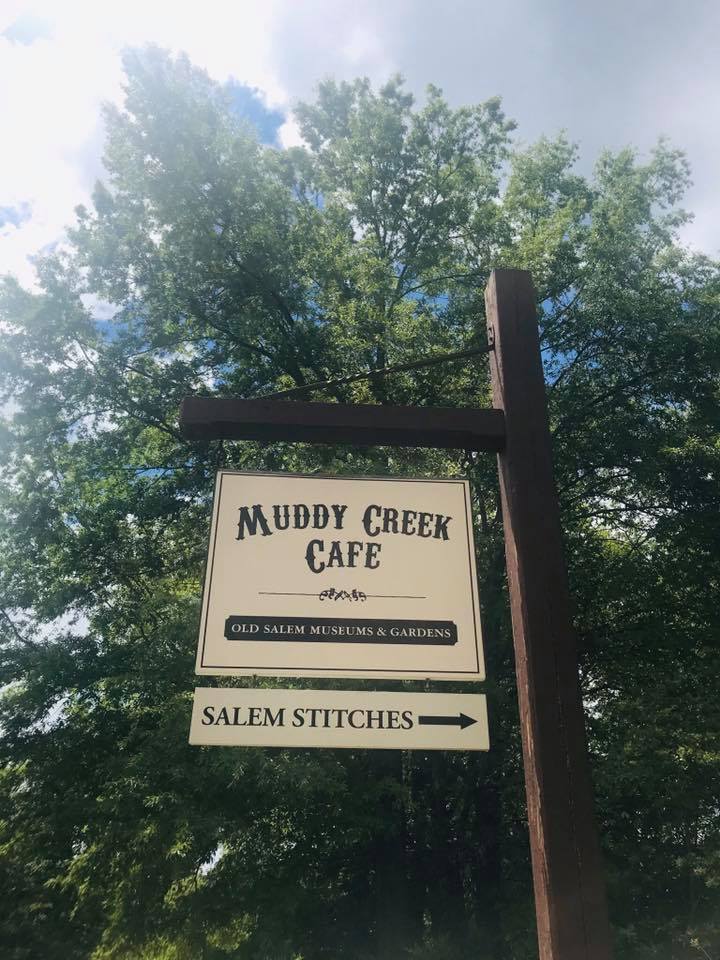 MUDDY CREEK
CAFE
OLD SALEM MUSEUMS & GARDENS
SALEM STITCHES